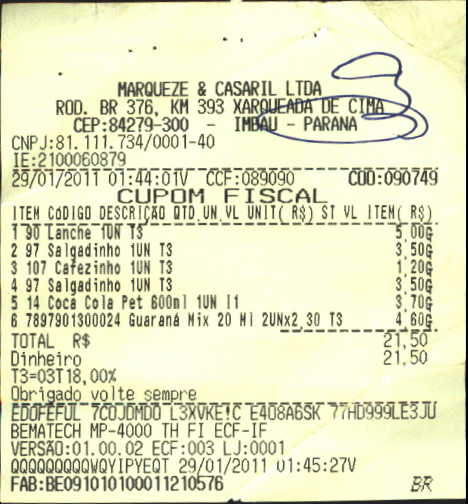 MARQUEZE & CASARIL LTDA
ROD. BR 376, KM 393 XARQUEADA DE CIMA
CEP:84279-300 - IMBAU - PARANA
CNPJ:81.111.734/0001-40
IE:2100060879
29/01/2011 01:44:01V CCF:089090 COO:090749
CUPOM FISCAL
ITEM CÓDIGO DESCRIÇÃO QTD.UN.VL UNIT( R$) ST VL ITEM( R$)
1 90 Lanche 1UN T3 5,00G
2 97 Salgadinho 1UN T3 3,50G
3 107 Cafezinho 1UN T3 1,20G
4 97 Salgadinho 1UN T3 3,50G
5 14 Coca Cola Pet 600ml 1UN I1 3,70G
6 7897901300024 Guaraná Mix 20 Ml 2UNx2,30 T3 4,60G
TOTAL R$ 21,50
Dinheiro 21,50
T3=03T18,00%
Obrigado volte sempre
7COJDMDO L3XVKE!C E408A6SK 77HD999LE3JU
BEMATECH MP-4000 TH FI ECF-IF
VERSÃO:01.00.02 ECF:003 LJ:0001
QQQQQQQQQWQYIPYEQT 29/01/2011 01:45:27V
FAB:BE091010100011210576 BR